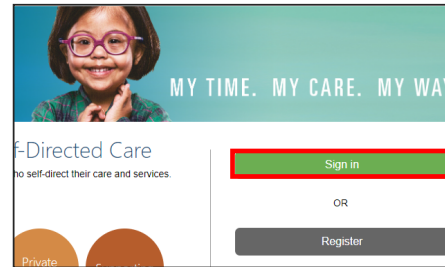 MY TIME. MY CARE. MY WAY
f-Directed Care
ho self-direct their care and services.
Sign in
OR
Register
Private